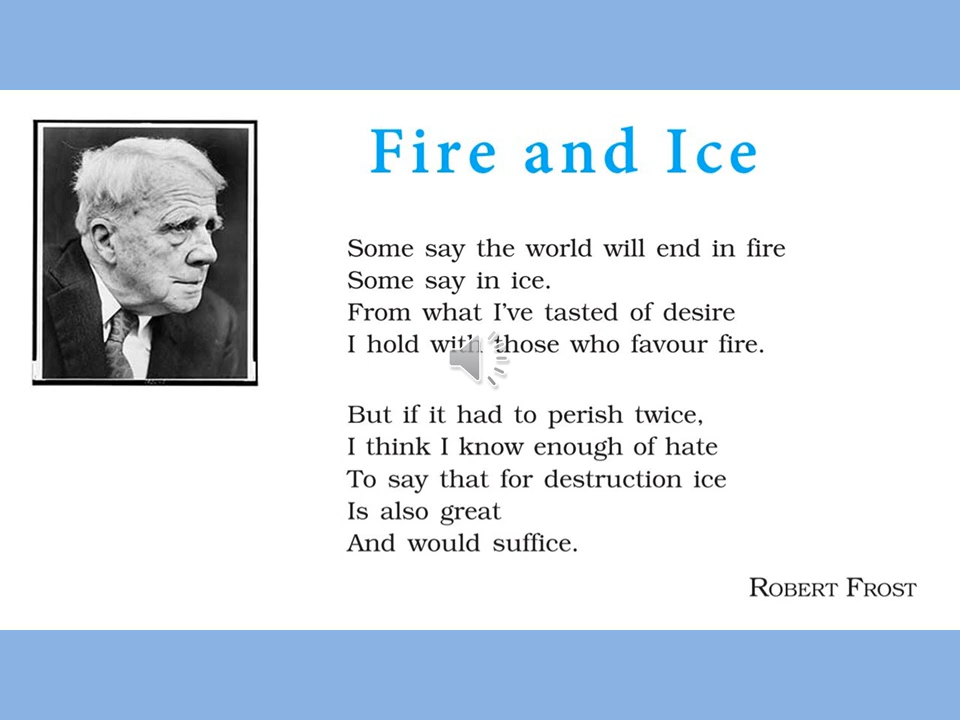 Fire and Ice
Some say the world will end in fire
Some say in ice.
From what I've tasted of desire
I hold with those who favour fire.
But if it had to perish twice,
I think I know enough of hate
To say that for destruction ice
Is also great
And would suffice.
ROBERT FROST